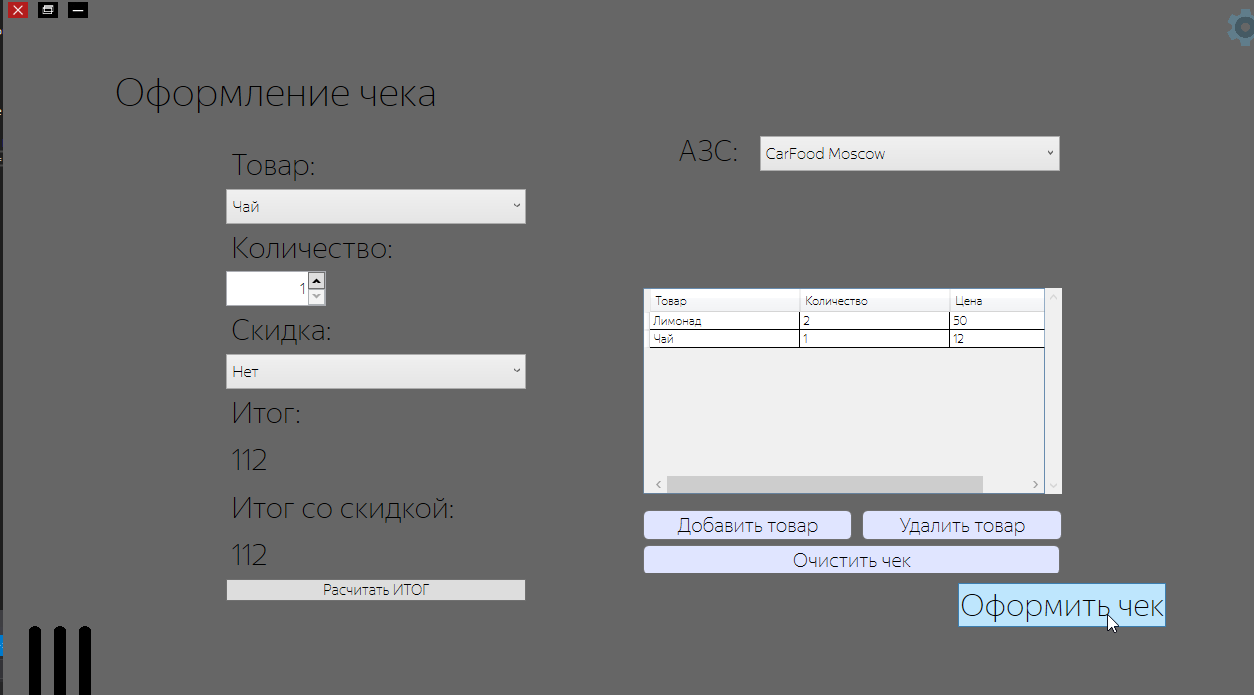 Оформление чека
АЗС: CarFood Moscow
Товар:
Чай
Количество:
1
Скидка:
Нет
Итог:
112
Итог со скидкой:
112
Расчитать ИТОГ
Товар Количество Цена
Лимонад 2 50
Чай 1 12
Добавить товар Удалить товар
Очистить чек
Оформить чек